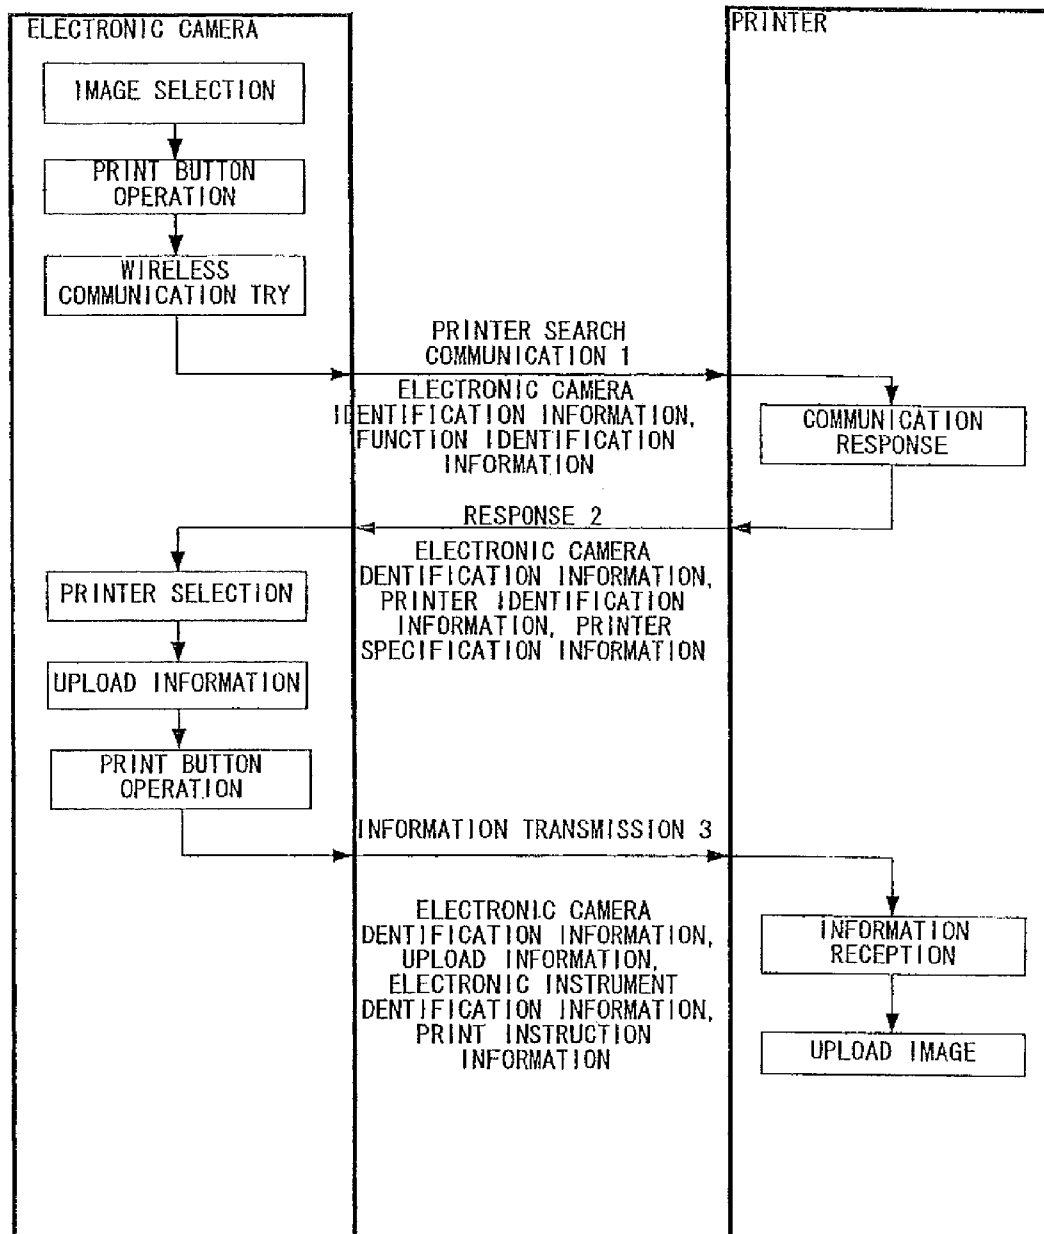 ELECTRONIC CAMERA
PRINTER
IMAGE SELECTION
PRINT BUTTON
OPERATION
WIRELESS
COMMUNICATION TRY
PRINTER SEARCH
COMMUNICATION 1
ELECTRONIC CAMERA
IDENTIFICATION INFORMATION,
FUNCTION IDENTIFICATION
INFORMATION
COMMUNICATION
RESPONSE
RESPONSE 2
ELECTRONIC CAMERA
DENTIFICATION INFORMATION,
PRINTER IDENTIFICATION
INFORMATION, PRINTER
SPECIFICATION INFORMATION
PRINTER SELECTION
UPLOAD INFORMATION
PRINT BUTTON
OPERATION
INFORMATION TRANSMISSION 3
ELECTRONIC CAMERA
DENTIFICATION INFORMATION,
UPLOAD INFORMATION,
ELECTRONIC INSTRUMENT
DENTIFICATION INFORMATION,
PRINT INSTRUCTION
INFORMATION
INFORMATION
RECEPTION
UPLOAD IMAGE